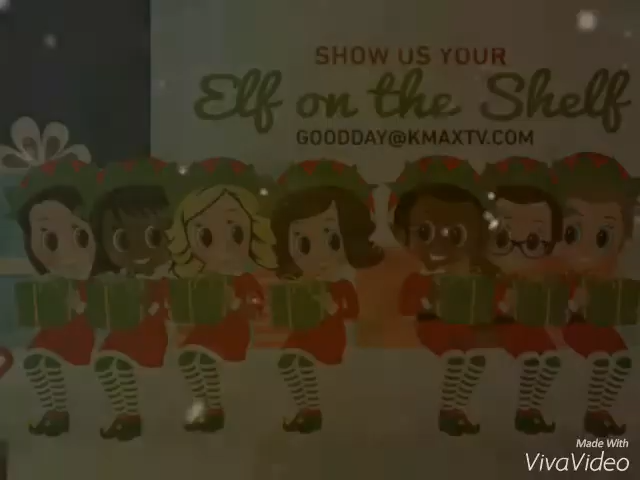 SHOW US YOUR
Elf on the Shelf
GOODDAY@KMAXTV.COM
Made With
VivaVideo